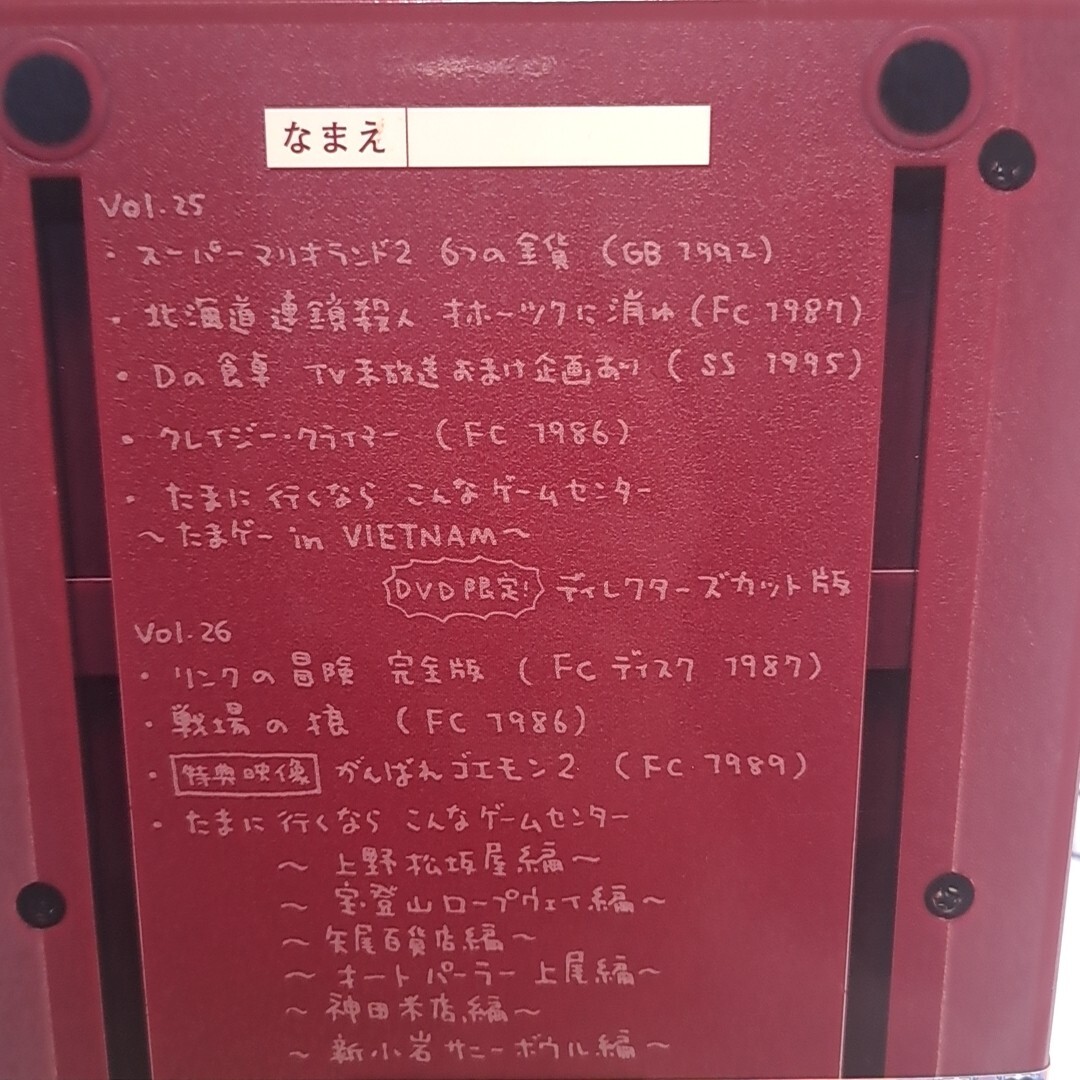 なまえ
Vol.25
・スーパーマリオランド2 6つの金貨 (GB 1992)
・北海道連鎖殺人 オホーツクに消ゆ (FC 1987)
・Dの食卓 TV未放送おまけ企画あり (SS 1995)
・クレイジー・クライマー (FC 1986)
・たまに行くなら こんなゲームセンター
～たまゲー in VIETNAM～
DVD限定! ディレクターズカット版
Vol.26
・リンクの冒険 完全版 (FCディスク 1987)
・戦場の狼 (FC 1986)
・特典映像 がんばれゴエモン2 (FC 1989)
・たまに行くなら こんなゲームセンター
～上野松坂屋編～
～宝登山ロープウェイ編～
～矢尾百貨店編～
～オートパーラー上尾編～
～神田米店編～
～新小岩サニーボウル編～